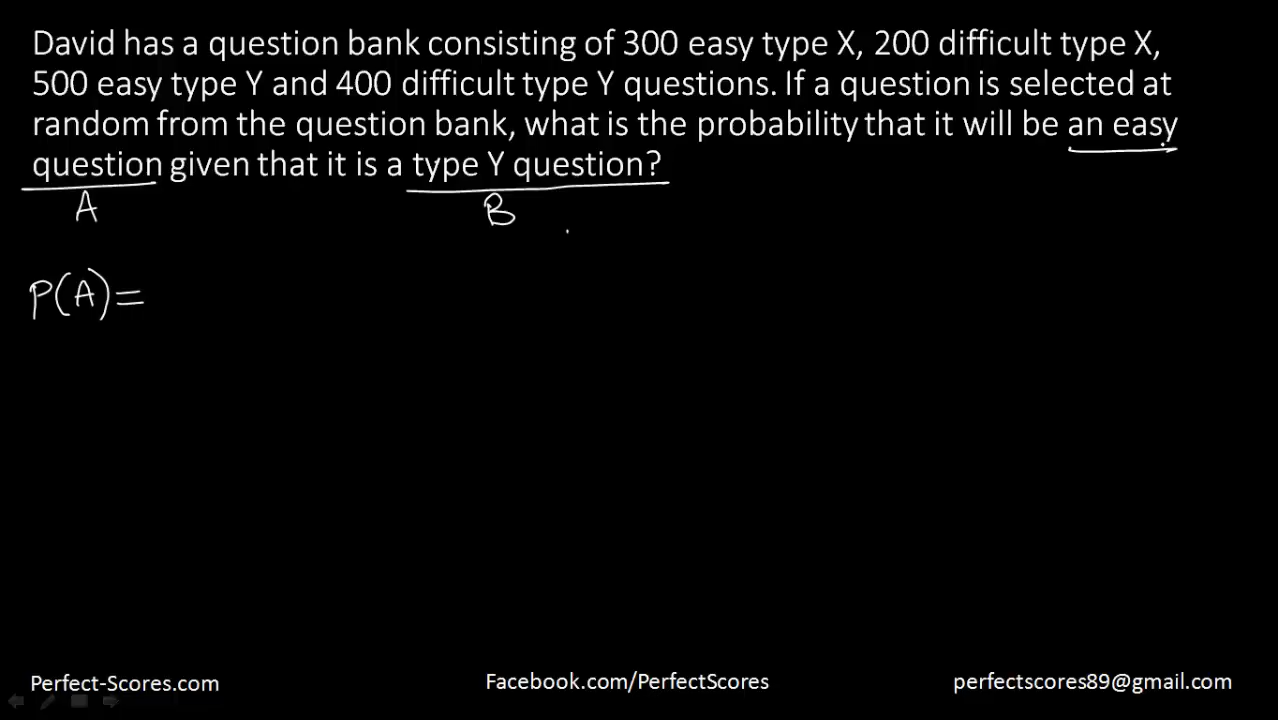 David has a question bank consisting of 300 easy type X, 200 difficult type X,
500 easy type Y and 400 difficult type Y questions. If a question is selected at
random from the question bank, what is the probability that it will be an easy
question given that it is a type Y question?
A B
P(A)=
Perfect-Scores.com Facebook.com/PerfectScores perfectscores89@gmail.com